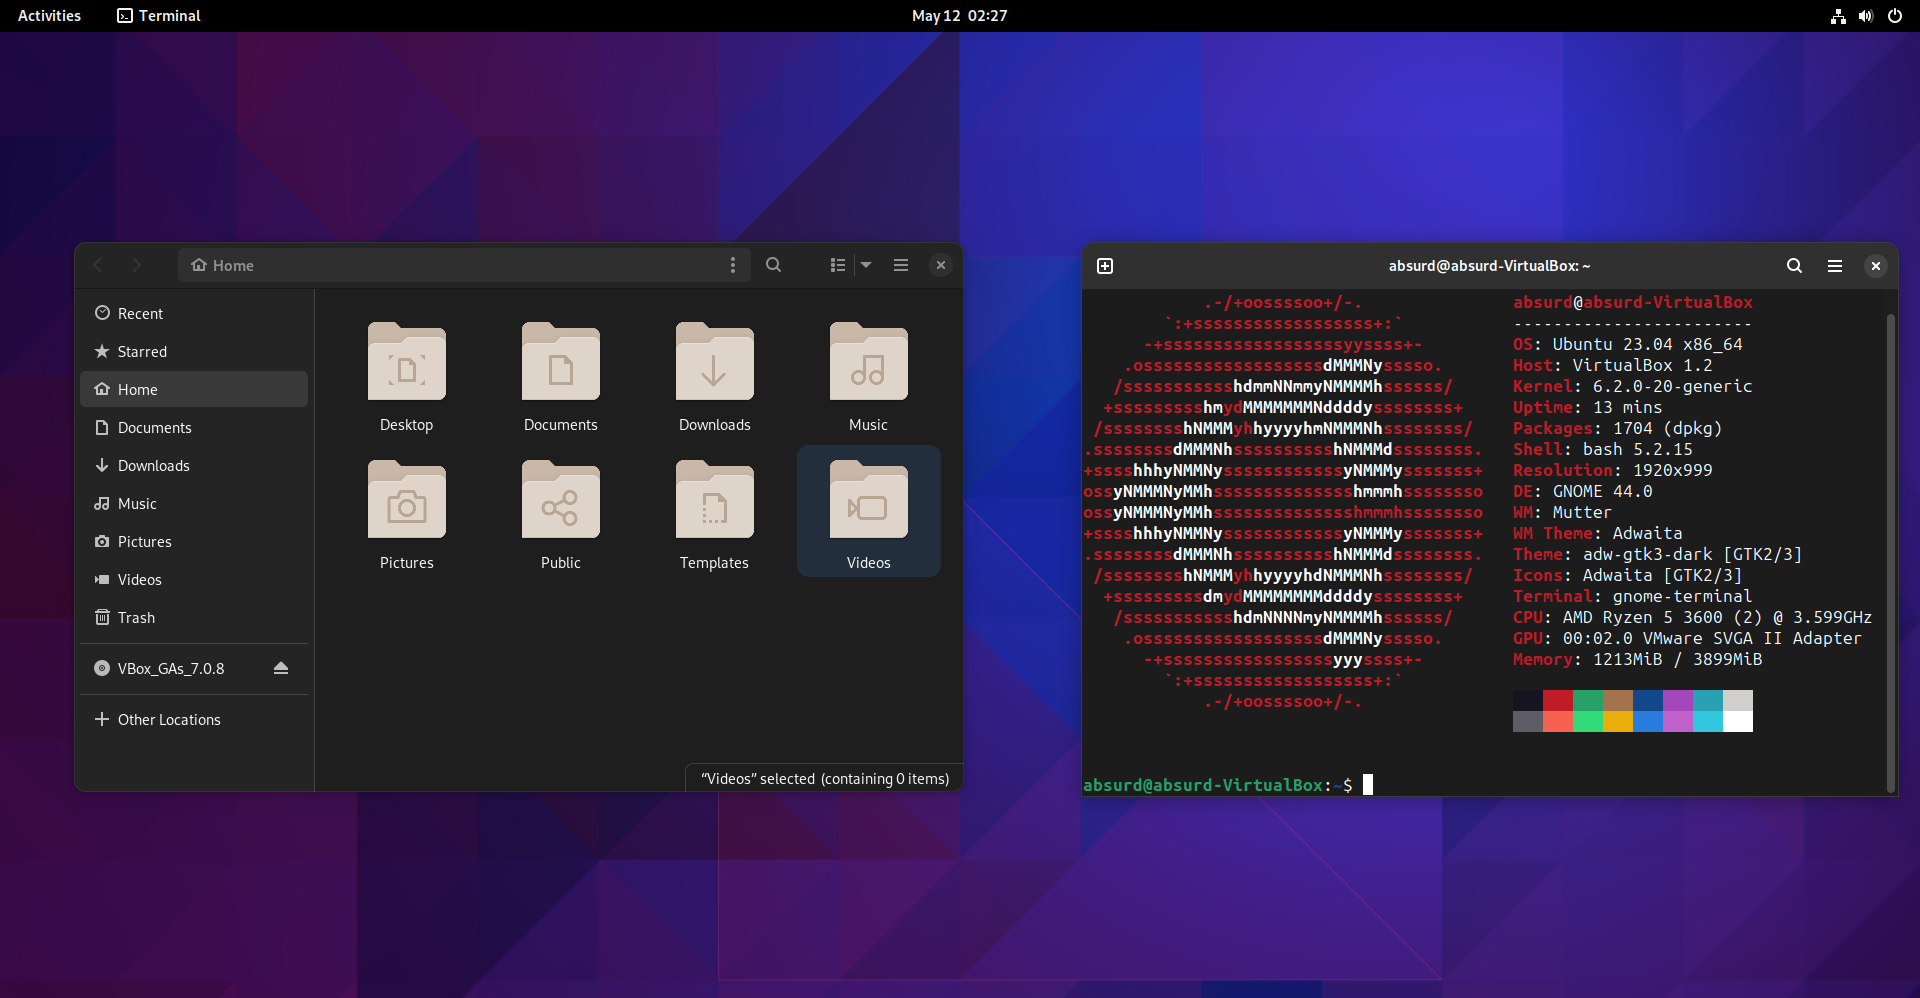 Activities
Terminal
May 12 02:27
Home
Recent
Starred
Home
Documents
Downloads
Music
Pictures
Videos
Trash
VBox_GAs_7.0.8
Other Locations
Desktop
Documents
Downloads
Music
Pictures
Public
Templates
Videos
“Videos” selected (containing 0 items)
absurd@absurd-VirtualBox: ~
.-/+oossssoo+/-.
`:+ssssssssssssssssss+:`
-+ssssssssssssssssssyyssss+-
.ossssssssssssssssssdMMMNysssso.
/ssssssssssshdmmNNmmyNMMMMhssssss/
+ssssssssshmydMMMMMMMNddddyssssssss+
/sssssssshNMMMyhhyyyyhmNMMMNhssssssss/
.ssssssssdMMMNhsssssssssshNMMMdssssssss.
+sssshhhyNMMNyssssssssssssyNMMMysssssss+
ossyNMMMNyMMhsssssssssssssshmmmhssssssso
ossyNMMMNyMMhsssssssssssssshmmmhssssssso
+sssshhhyNMMNyssssssssssssyNMMMysssssss+
.ssssssssdMMMNhsssssssssshNMMMdssssssss.
/sssssssshNMMMyhhyyyyhdNMMMNhssssssss/
+sssssssssdmydMMMMMMMMddddyssssssss+
/ssssssssssshdmNNNNmyNMMMMhssssss/
.ossssssssssssssssssdMMMNysssso.
-+sssssssssssssssssyyyssss+-
`:+ssssssssssssssssss+:`
.-/+oossssoo+/-.
absurd@absurd-VirtualBox
------------------------
OS: Ubuntu 23.04 x86_64
Host: VirtualBox 1.2
Kernel: 6.2.0-20-generic
Uptime: 13 mins
Packages: 1704 (dpkg)
Shell: bash 5.2.15
Resolution: 1920x999
DE: GNOME 44.0
WM: Mutter
WM Theme: Adwaita
Theme: adw-gtk3-dark [GTK2/3]
Icons: Adwaita [GTK2/3]
Terminal: gnome-terminal
CPU: AMD Ryzen 5 3600 (2) @ 3.599GHz
GPU: 00:02.0 VMware SVGA II Adapter
Memory: 1213MiB / 3899MiB
absurd@absurd-VirtualBox:~$